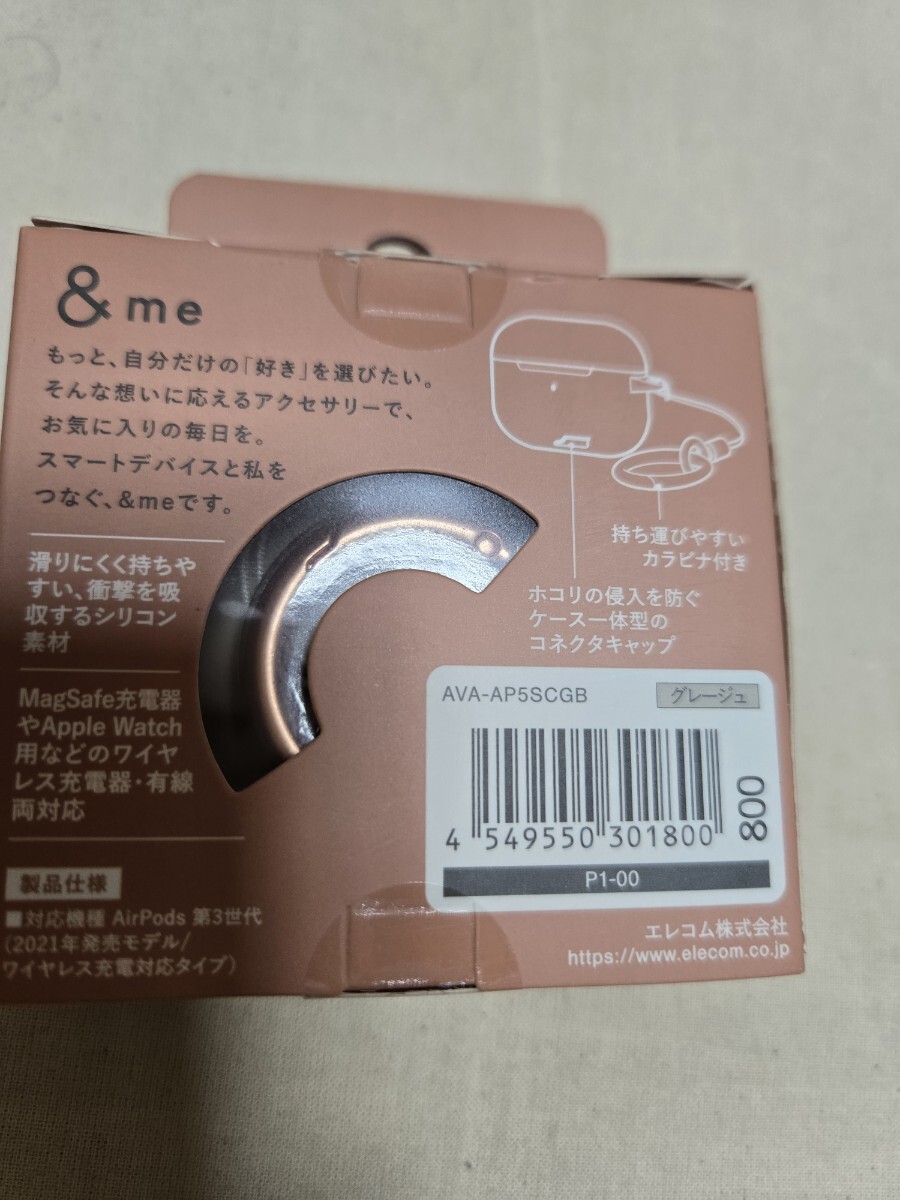 &me
もっと、自分だけの「好き」を選びたい。
そんな想いに応えるアクセサリーで、
お気に入りの毎日を。
スマートデバイスと私を
つなぐ、&meです。
滑りにくく持ちや
すい、衝撃を吸
収するシリコン
素材
MagSafe充電器
やApple Watch
用などのワイヤ
レス充電器・有線
両対応
製品仕様
■対応機種 AirPods 第3世代
(2021年発売モデル/
ワイヤレス充電対応タイプ)
持ち運びやすい
カラビナ付き
ホコリの侵入を防ぐ
ケース一体型の
コネクタキャップ
AVA-AP5SCGB
グレージュ
4 549550 301800
800
P1-00
エレコム株式会社
https://www.elecom.co.jp